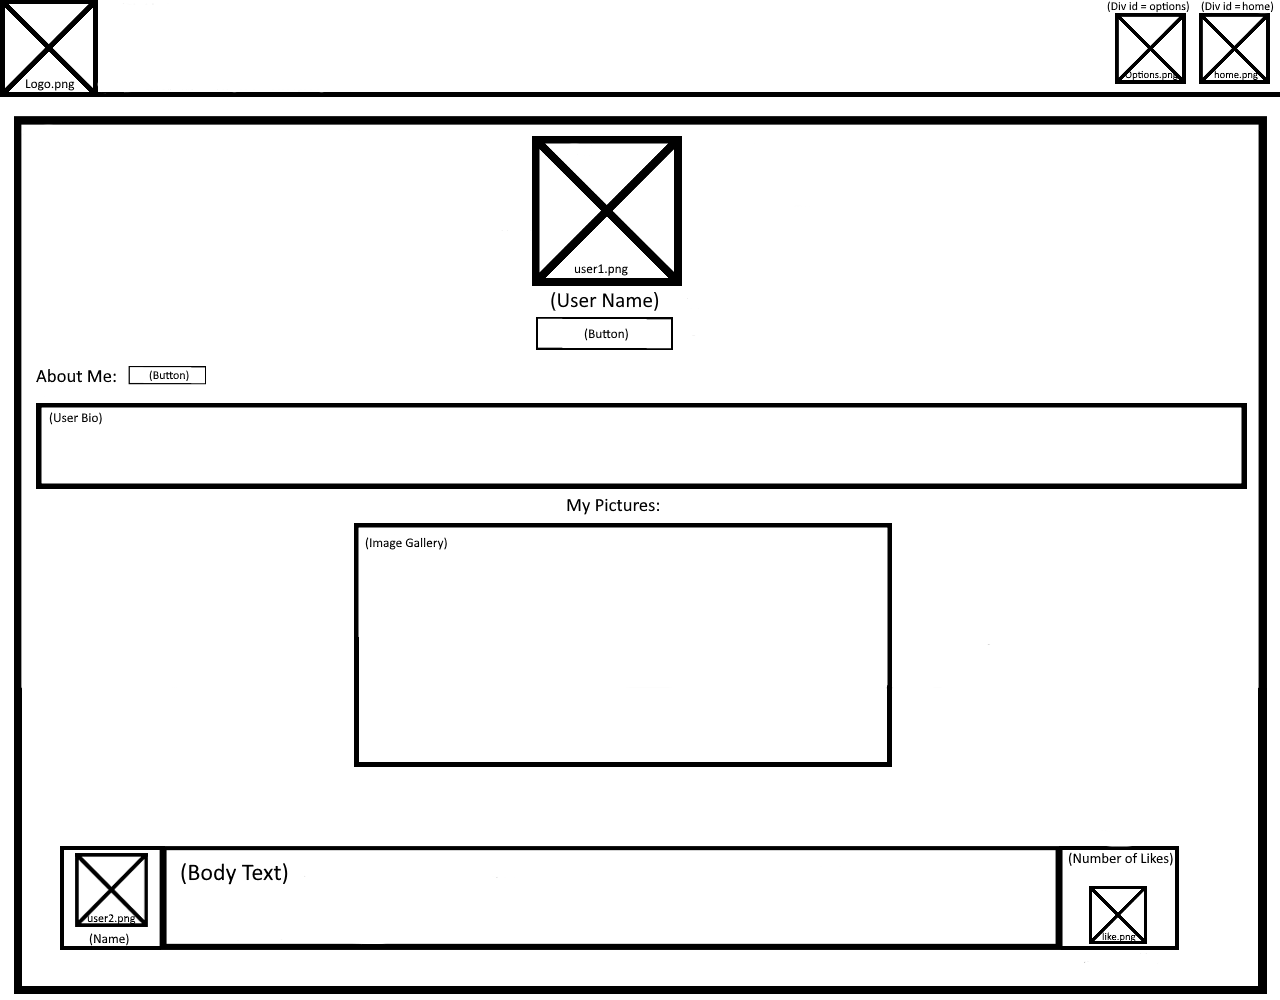 (Div id = options) (Div id = home)
Logo.png
Options.png home.png
user1.png
(User Name)
(Button)
About Me: (Button)
(User Bio)
My Pictures:
(Image Gallery)
(Body Text)
(Number of Likes)
user2.png
(Name)
like.png